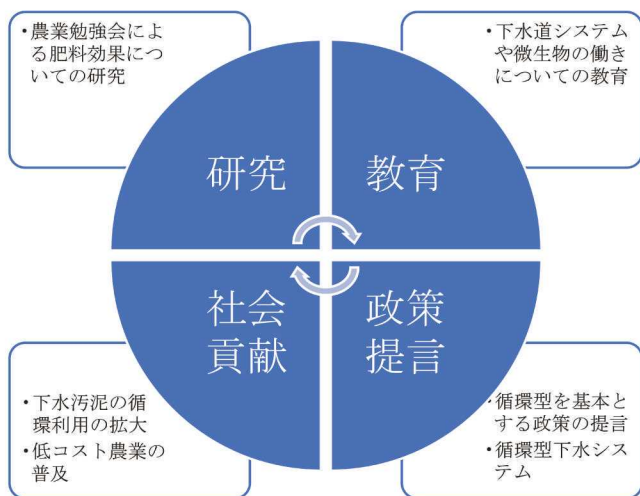 ・農業勉強会によ
る肥料効果につ
いての研究
・下水道システム
や微生物の働き
についての教育
研究
教育
社会
貢献
政策
提言
・下水汚泥の循
環利用の拡大
・低コスト農業の
普及
・循環型を基本と
する政策の提言
・循環型下水シス
テム